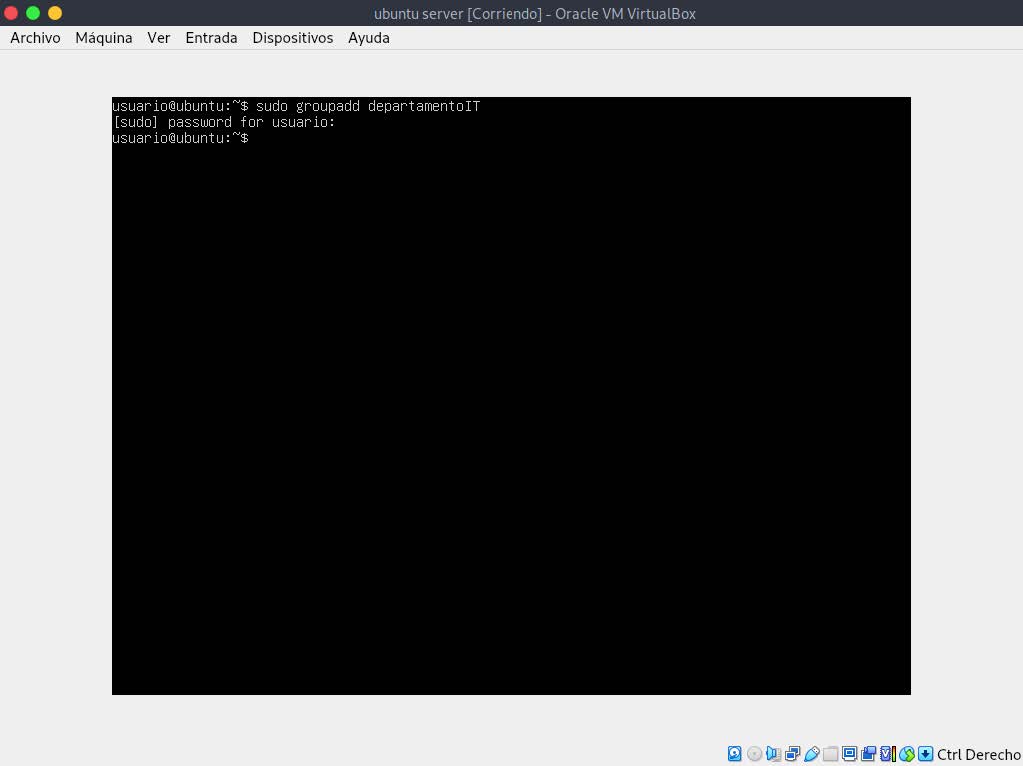 ubuntu server [Corriendo] - Oracle VM VirtualBox
Archivo Máquina Ver Entrada Dispositivos Ayuda
usuario@ubuntu:~$ sudo groupadd departamentoIT
[sudo] password for usuario:
usuario@ubuntu:~$
Ctrl Derecho